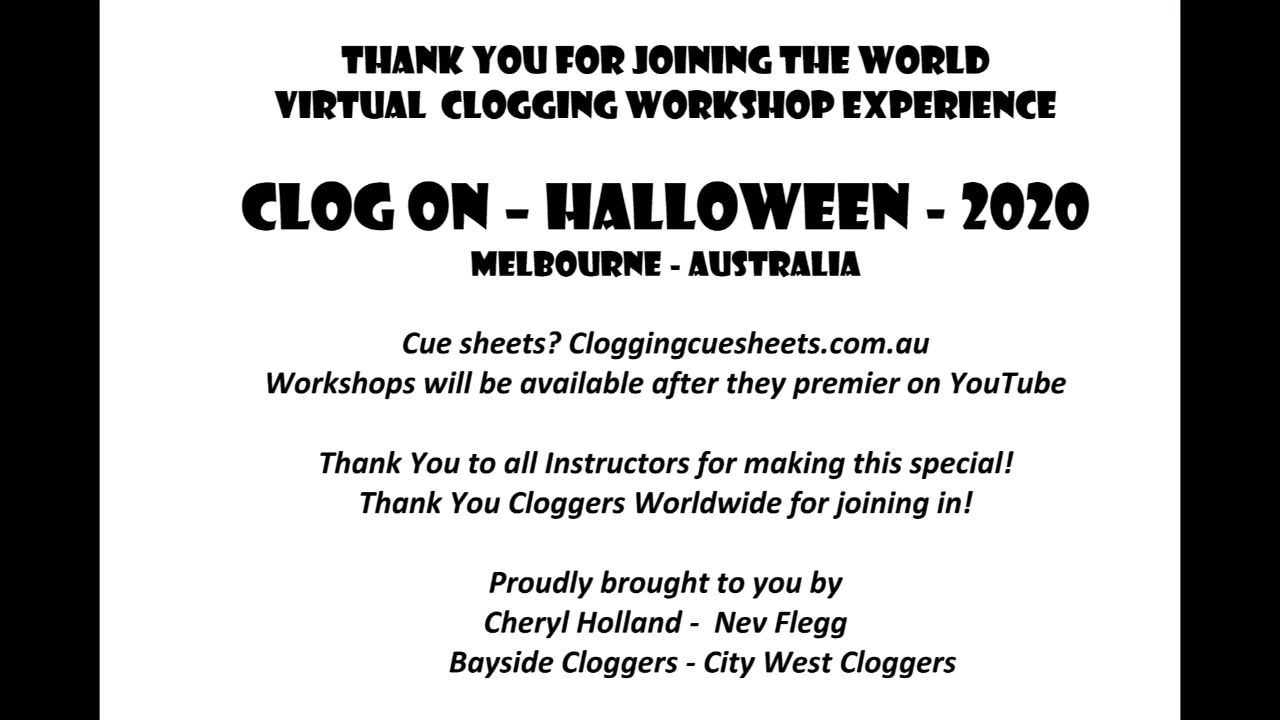 THANK YOU FOR JOINING THE WORLD
VIRTUAL CLOGGING WORKSHOP EXPERIENCE
CLOG ON – HALLOWEEN - 2020
MELBOURNE - AUSTRALIA
Cue sheets? Cloggingcuesheets.com.au
Workshops will be available after they premier on YouTube
Thank You to all Instructors for making this special!
Thank You Cloggers Worldwide for joining in!
Proudly brought to you by
Cheryl Holland - Nev Flegg
Bayside Cloggers - City West Cloggers